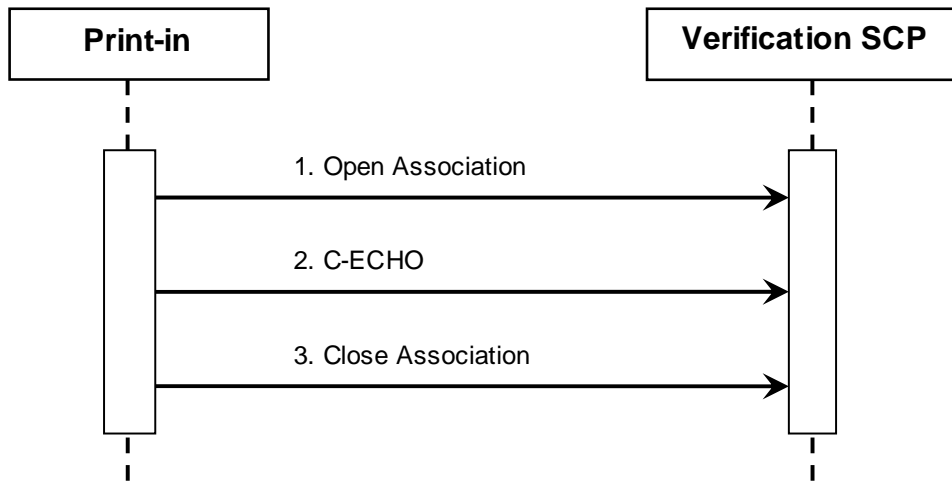 Print-in
Verification SCP
1. Open Association
2. C-ECHO
3. Close Association